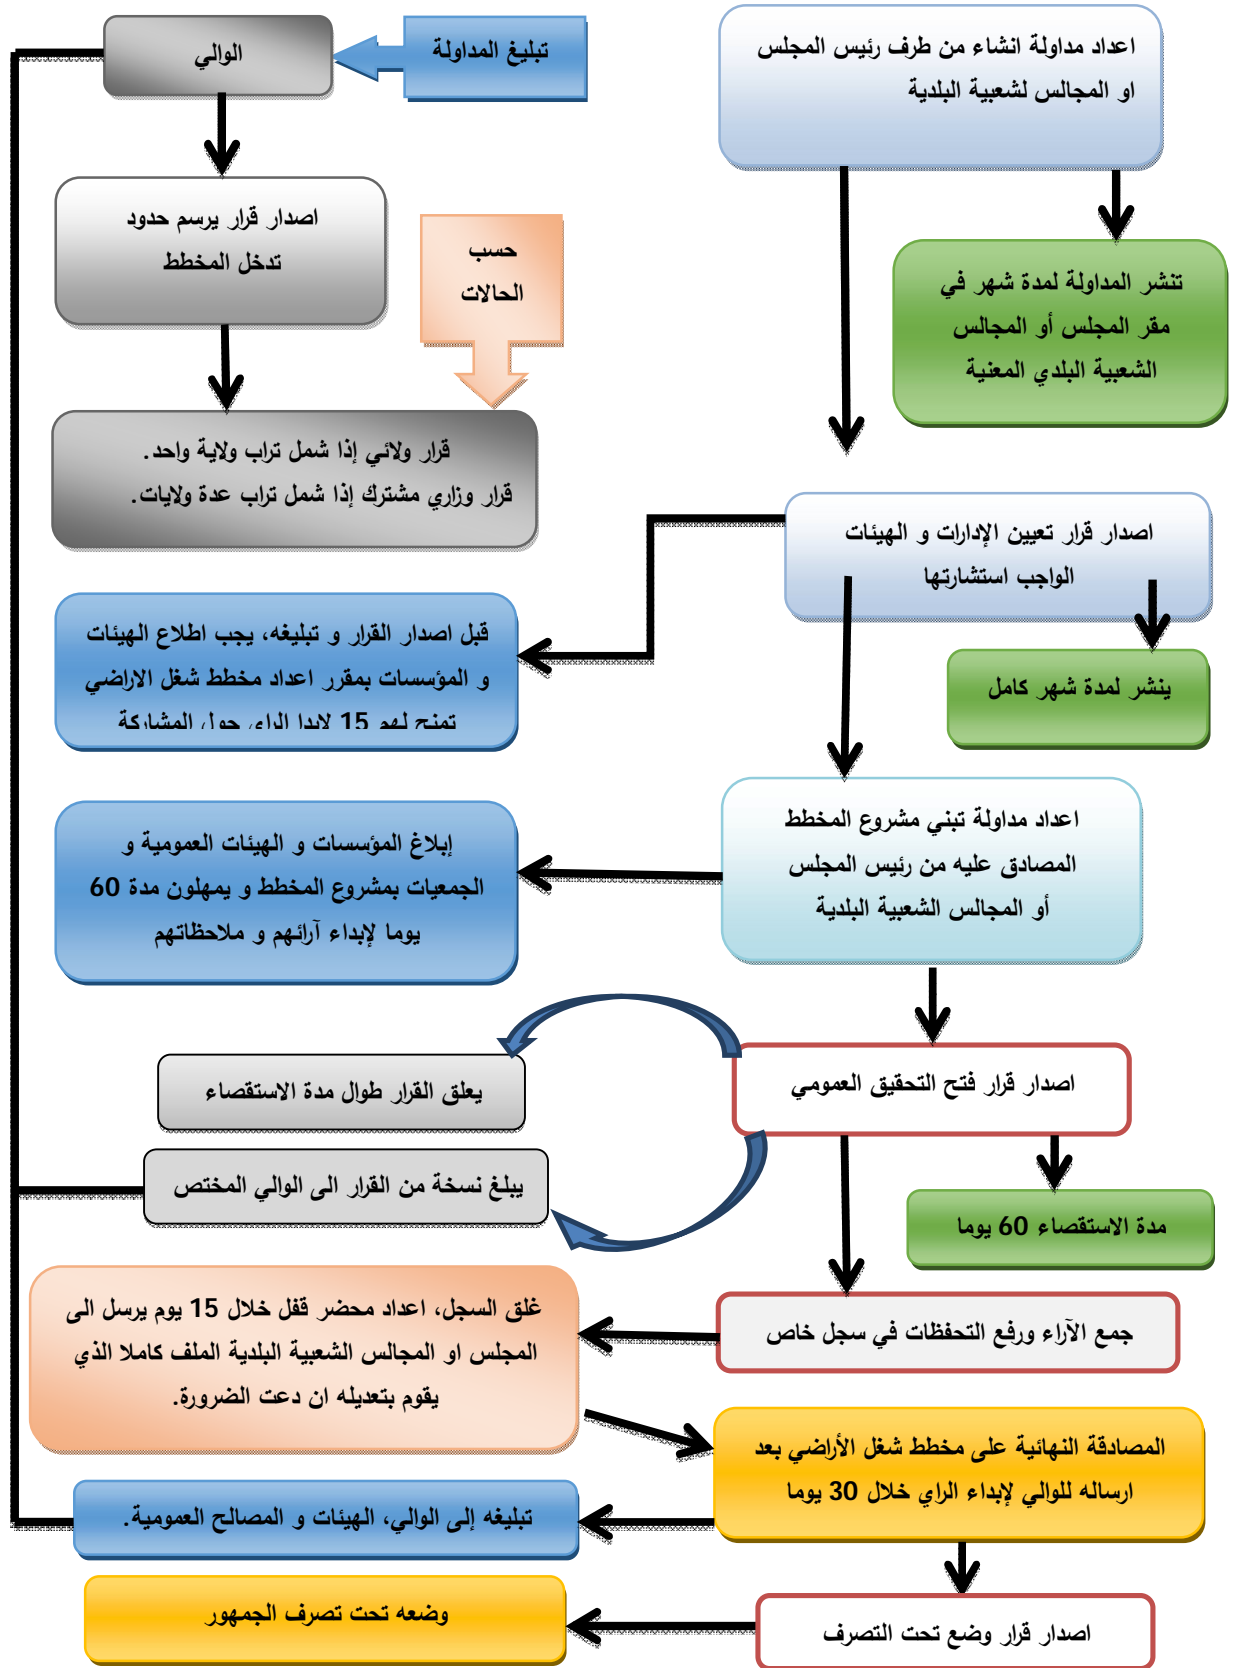 اعداد مداولة انشاء من طرف رئيس المجلس
او المجالس لشعبية البلدية
تبليغ المداولة
الوالي
اصدار قرار يرسم حدود
تدخل المخطط
حسب
الحالات
تنشر المداولة لمدة شهر في
مقر المجلس أو المجالس
الشعبية البلدي المعنية
قرار ولائي إذا شمل تراب ولاية واحد.
قرار وزاري مشترك إذا شمل تراب عدة ولايات.
اصدار قرار تعيين الإدارات و الهيئات
الواجب استشارتها
قبل اصدار القرار و تبليغه، يجب اطلاع الهيئات
و المؤسسات بمقرر اعداد مخطط شغل الاراضي
تمنح لهم 15 لابدا الراي حول المشاركة
ينشر لمدة شهر كامل
اعداد مداولة تبني مشروع المخطط
المصادق عليه من رئيس المجلس
أو المجالس الشعبية البلدية
إبلاغ المؤسسات و الهيئات العمومية و
الجمعيات بمشروع المخطط و يمهلون مدة 60
يوما لإبداء آرائهم و ملاحظاتهم
اصدار قرار فتح التحقيق العمومي
يعلق القرار طوال مدة الاستقصاء
يبلغ نسخة من القرار الى الوالي المختص
مدة الاستقصاء 60 يوما
جمع الآراء ورفع التحفظات في سجل خاص
غلق السجل، اعداد محضر قفل خلال 15 يوم يرسل الى
المجلس او المجالس الشعبية البلدية الملف كاملا الذي
يقوم بتعديله ان دعت الضرورة.
المصادقة النهائية على مخطط شغل الأراضي بعد
ارساله للوالي لإبداء الراي خلال 30 يوما
تبليغه إلى الوالي، الهيئات و المصالح العمومية.
اصدار قرار وضع تحت التصرف
وضعه تحت تصرف الجمهور